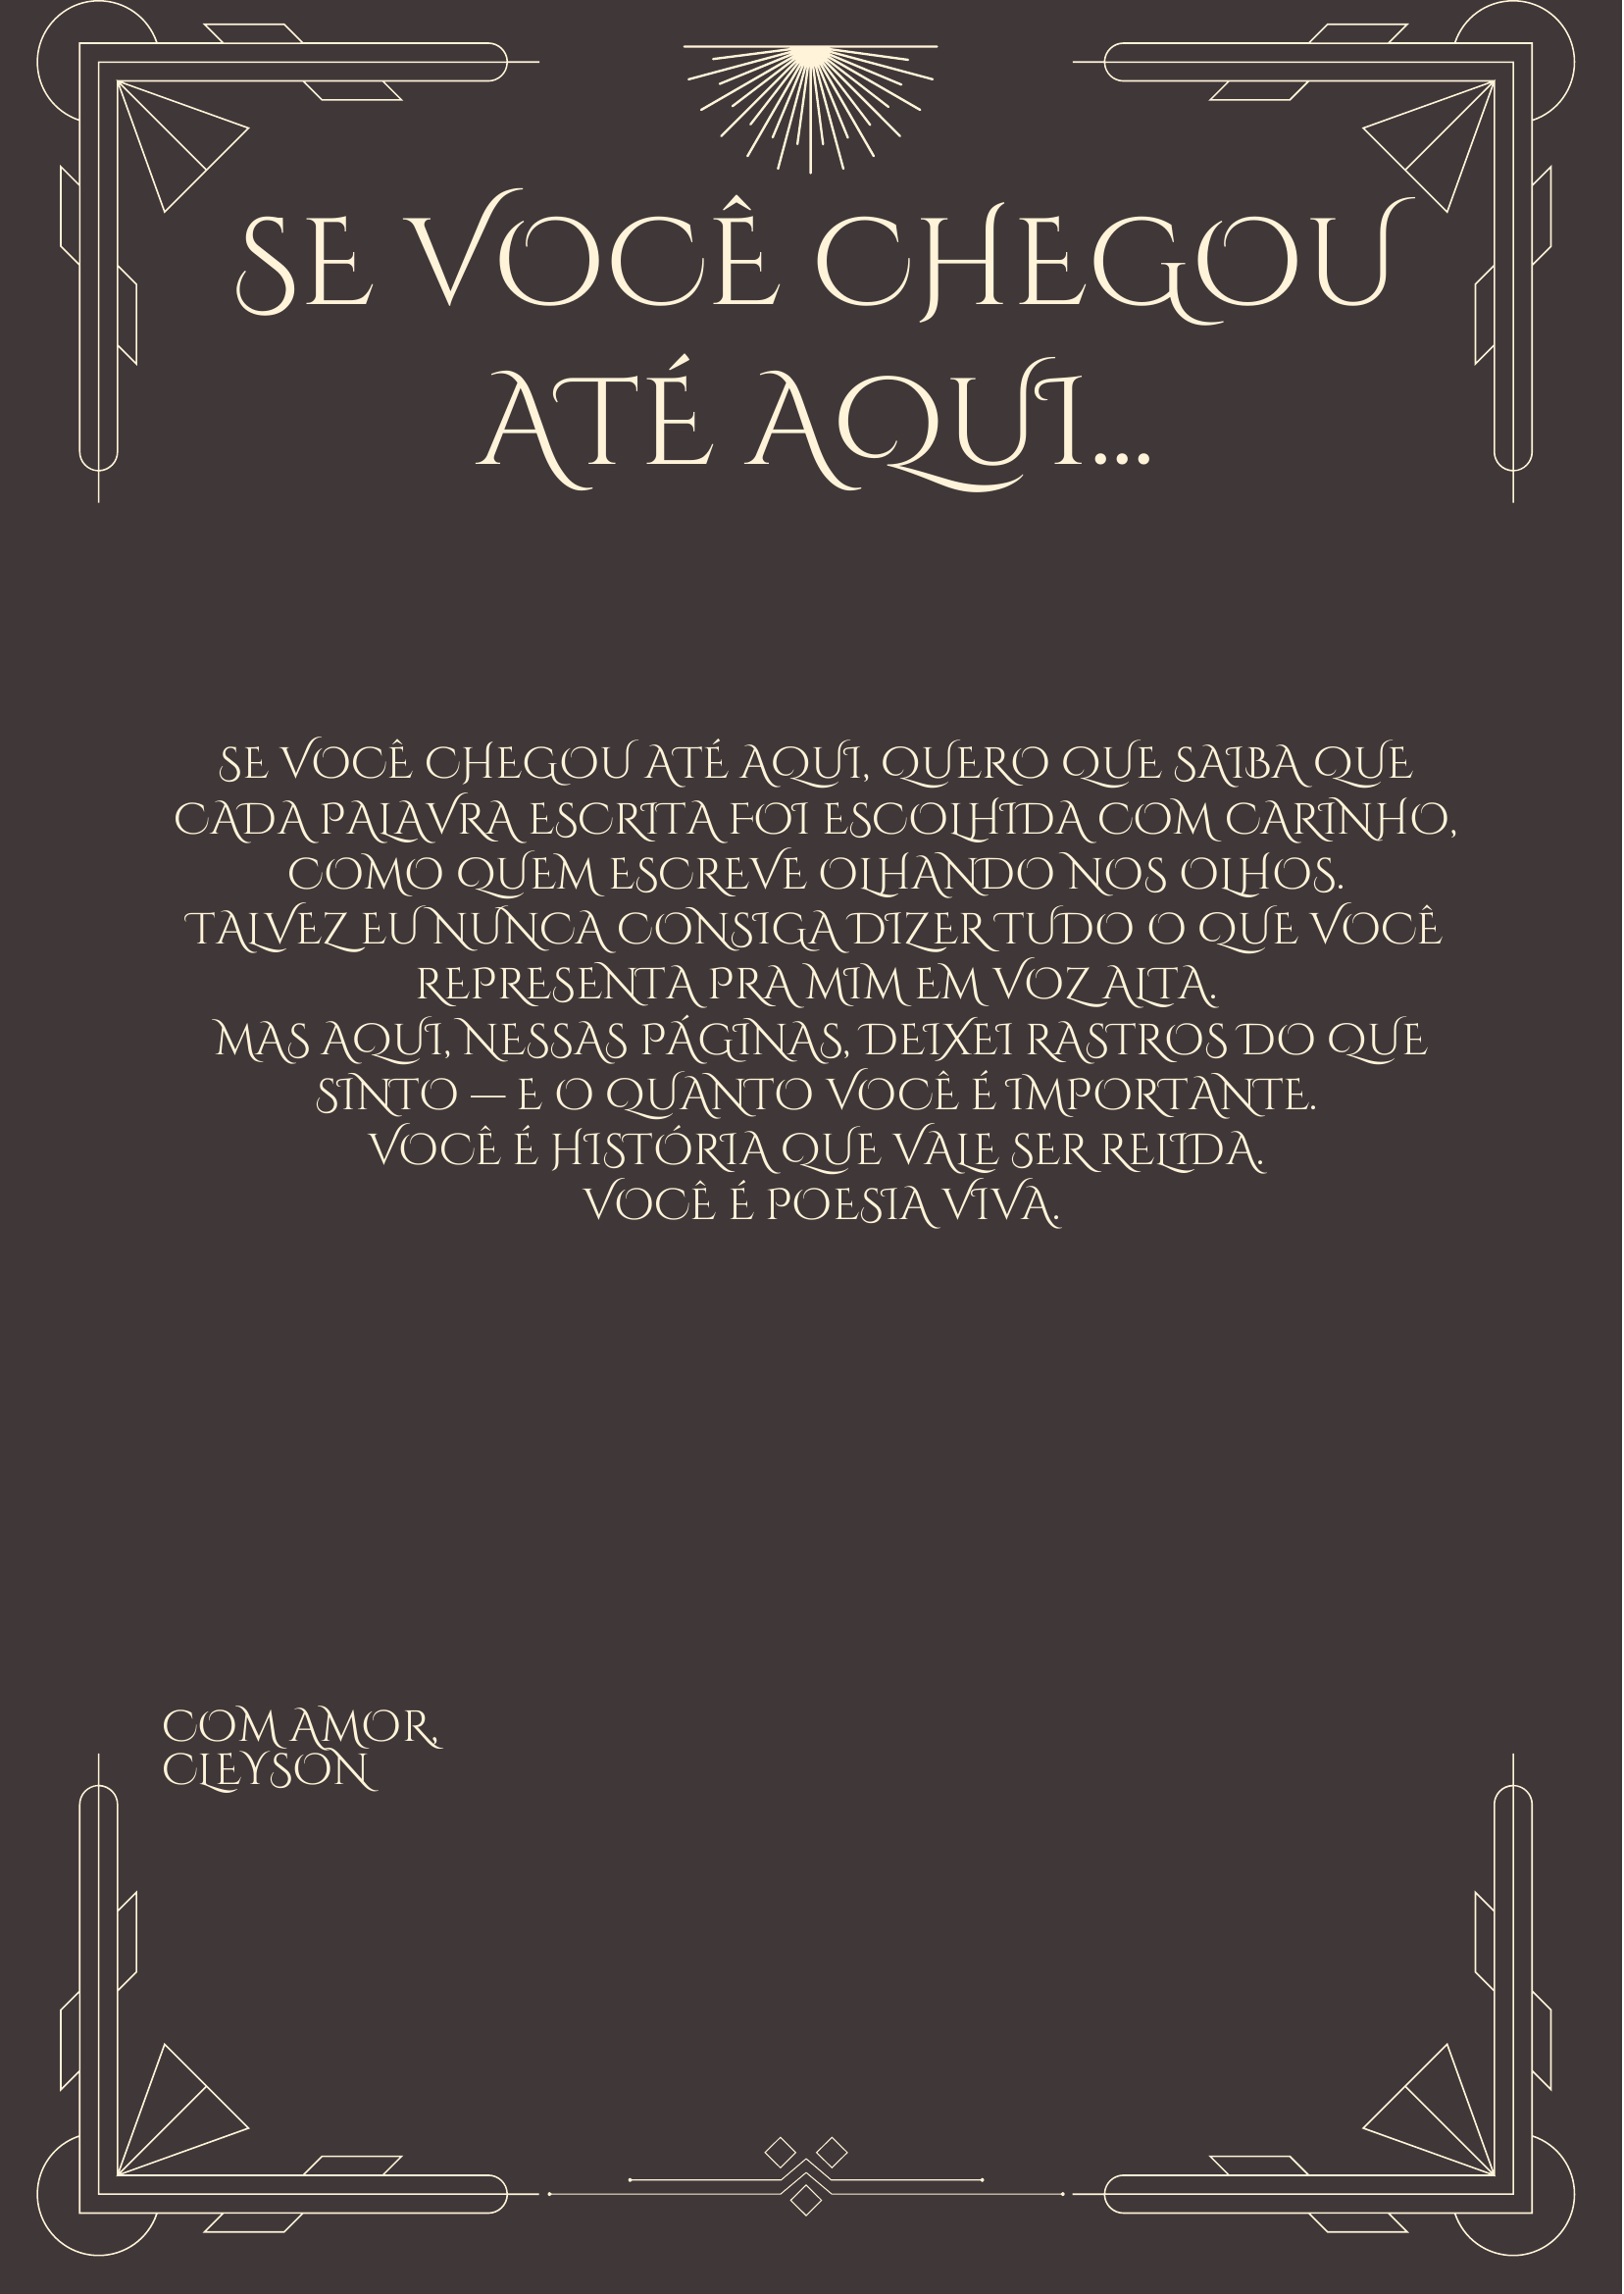 SE VOCÊ CHEGOU
ATÉ AQUI...
SE VOCÊ CHEGOU ATÉ AQUI, QUERO QUE SAIBA QUE
CADA PALAVRA ESCRITA FOI ESCOLHIDA COM CARINHO,
COMO QUEM ESCREVE OLHANDO NOS OLHOS.
TALVEZ EU NUNCA CONSIGA DIZER TUDO O QUE VOCÊ
REPRESENTA PRA MIM EM VOZ ALTA.
MAS AQUI, NESSAS PÁGINAS, DEIXEI RASTROS DO QUE
SINTO — E O QUANTO VOCÊ É IMPORTANTE.
VOCÊ É HISTÓRIA QUE VALE SER RELIDA.
VOCÊ É POESIA VIVA.
COM AMOR,
CLEYSON